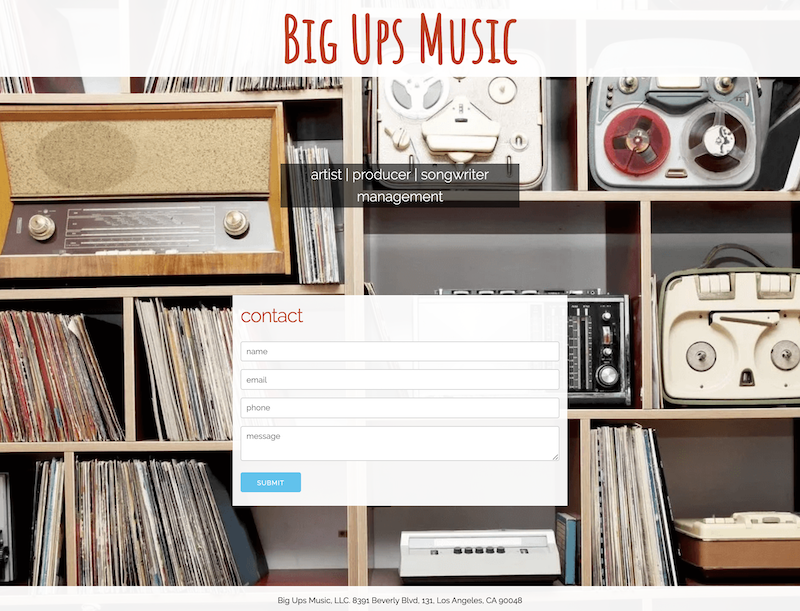 Big Ups Music
artist | producer | songwriter
management
contact
name
email
phone
message
SUBMIT
Big Ups Music, LLC. 8391 Beverly Blvd, 131, Los Angeles, CA 90048